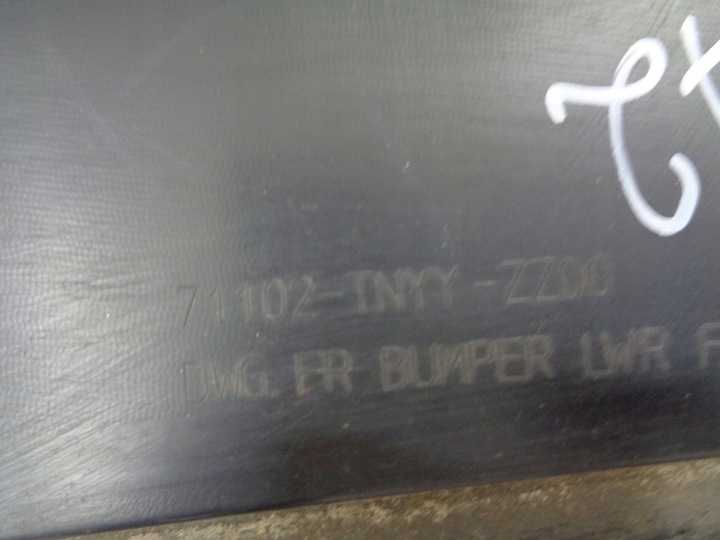 71102-TNYY-ZZ00
DWG. FR BUMPER LWR F